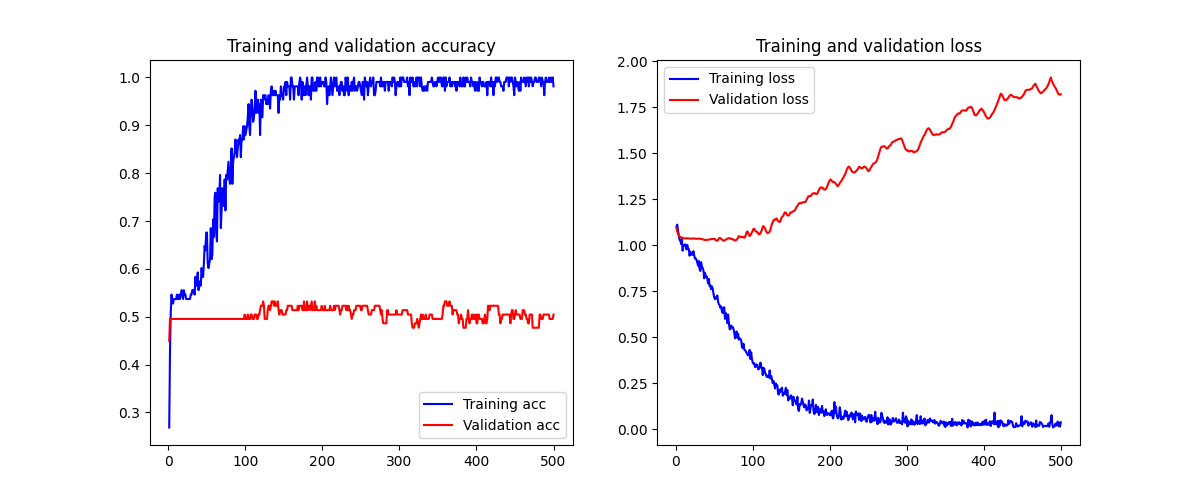 Training and validation accuracy
1.0
0.9
0.8
0.7
0.6
0.5
0.4
0.3
0 100 200 300 400 500
Training acc
Validation acc
Training and validation loss
2.00
1.75
1.50
1.25
1.00
0.75
0.50
0.25
0.00
0 100 200 300 400 500
Training loss
Validation loss